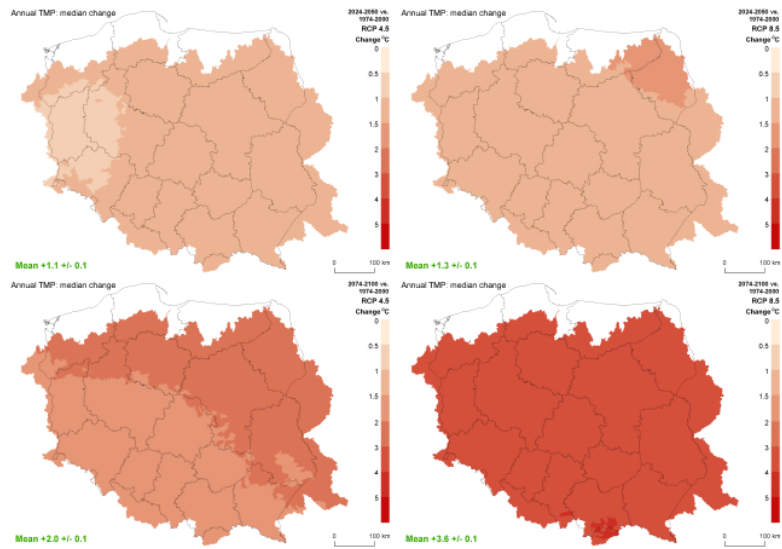 Annual TMP: median change
2024-2050 vs.
1974-2000
RCP 4.5
Change °C
0
0.5
1
1.5
2
3
4
5
Mean +1.1 +/- 0.1
0 100 km
Annual TMP: median change
2024-2050 vs.
1974-2000
RCP 8.5
Change °C
0
0.5
1
1.5
2
3
4
5
Mean +1.3 +/- 0.1
0 100 km
Annual TMP: median change
2074-2100 vs.
1974-2000
RCP 4.5
Change °C
0
0.5
1
1.5
2
3
4
5
Mean +2.0 +/- 0.1
0 100 km
Annual TMP: median change
2074-2100 vs.
1974-2000
RCP 8.5
Change °C
0
0.5
1
1.5
2
3
4
5
Mean +3.6 +/- 0.1
0 100 km